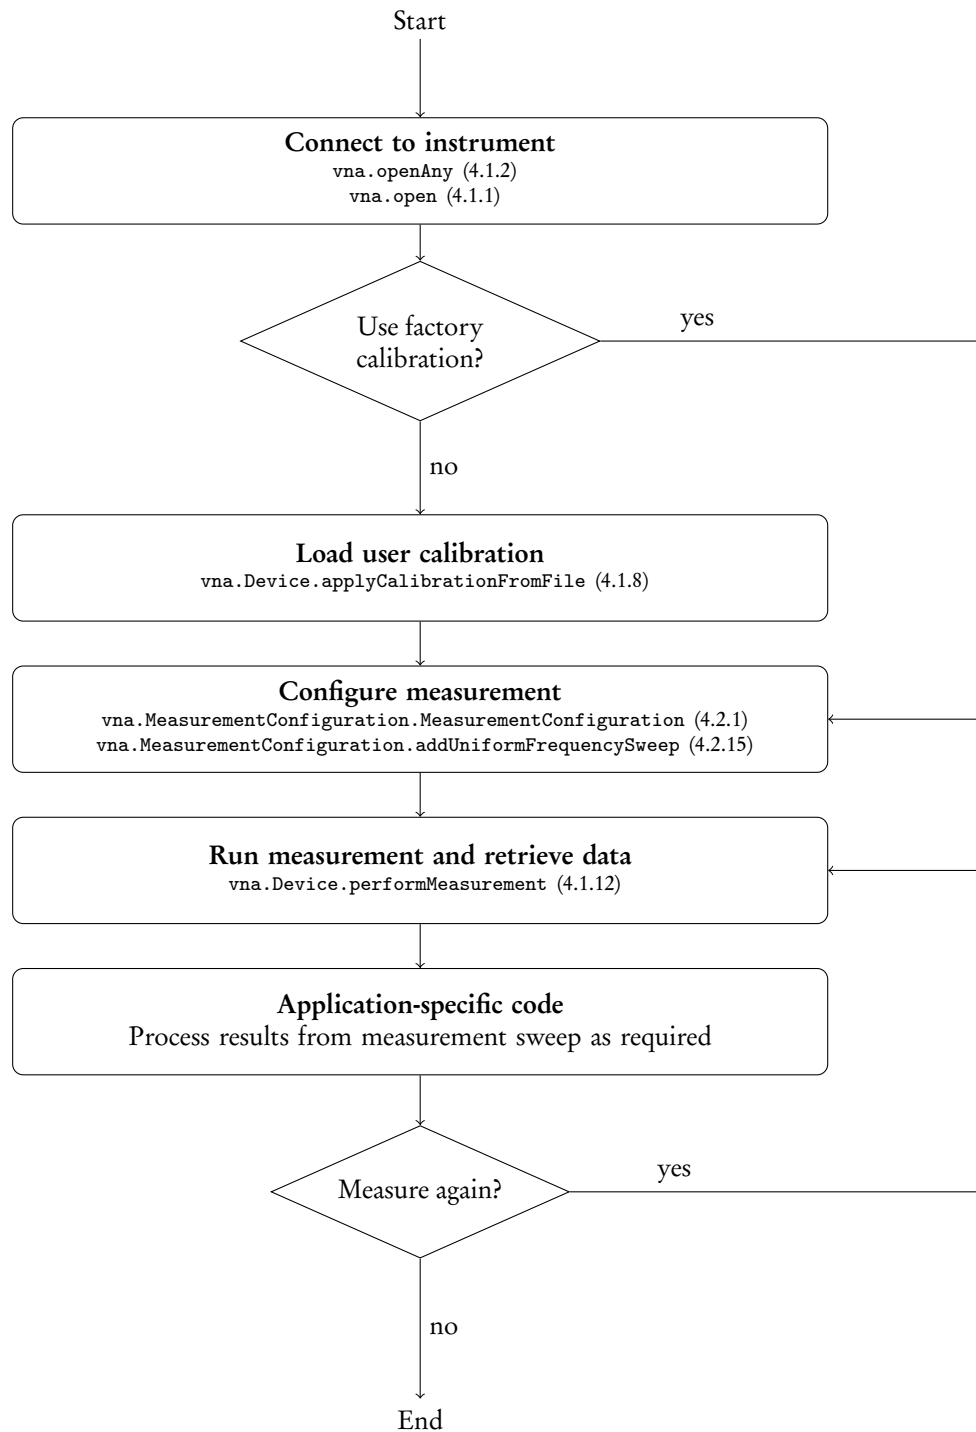 Start
Connect to instrument
vna.openAny (4.1.2)
vna.open (4.1.1)
Use factory
calibration?
yes
no
Load user calibration
vna.Device.applyCalibrationFromFile (4.1.8)
Configure measurement
vna.MeasurementConfiguration.MeasurementConfiguration (4.2.1)
vna.MeasurementConfiguration.addUniformFrequencySweep (4.2.15)
Run measurement and retrieve data
vna.Device.performMeasurement (4.1.12)
Application-specific code
Process results from measurement sweep as required
Measure again?
yes
no
End